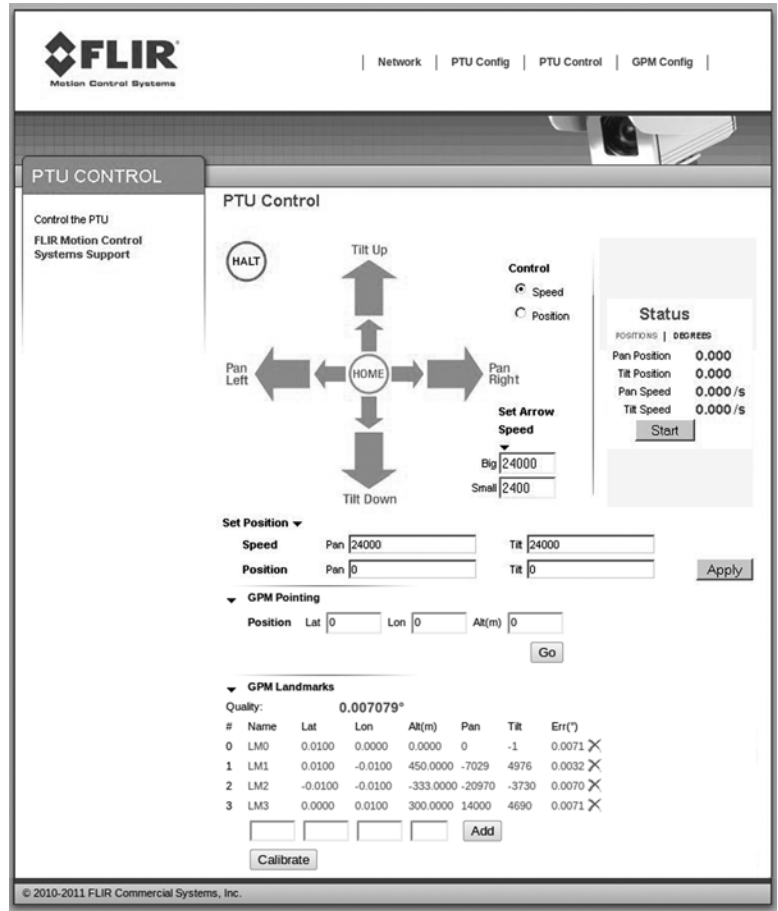 FLIR
Motion Control Systems
| Network | PTU Config | PTU Control | GPM Config |
PTU CONTROL
Control the PTU
FLIR Motion Control
Systems Support
PTU Control
HALT
Tilt Up
Pan
Left
HOME
Pan
Right
Tilt Down
Control
Speed
Position
Set Arrow
Speed
Big 24000
Small 2400
Status
POSITIONS | DEGREES
Pan Position 0.000
Tilt Position 0.000
Pan Speed 0.000 /s
Tilt Speed 0.000 /s
Start
Set Position
Speed Pan 24000 Tilt 24000
Position Pan 0 Tilt 0 Apply
GPM Pointing
Position Lat 0 Lon 0 Alt(m) 0
Go
GPM Landmarks
Quality: 0.007079°
# Name Lat Lon Alt(m) Pan Tilt Err(°)
0 LM0 0.0100 0.0000 0.0000 0 -1 0.0071
1 LM1 0.0100 -0.0100 450.0000 -7029 4976 0.0032
2 LM2 -0.0100 -0.0100 -333.0000 -20970 -3730 0.0070
3 LM3 0.0000 0.0100 300.0000 14000 4690 0.0071
Add
Calibrate
© 2010-2011 FLIR Commercial Systems, Inc.